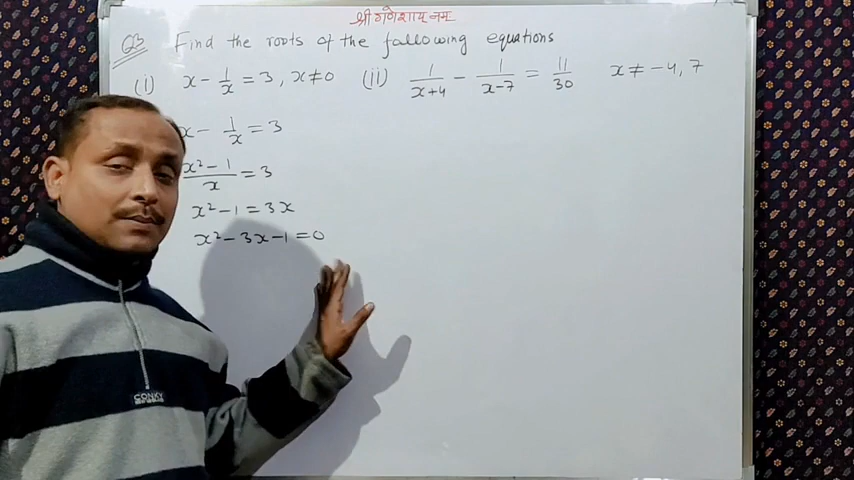 श्री गणेशाय नमः
Q3 Find the roots of the following equations
(i) x - 1/x = 3, x ≠ 0 (ii) 1/(x+4) - 1/(x-7) = 11/30 x ≠ -4, 7
x - 1/x = 3
(x² - 1)/x = 3
x² - 1 = 3x
x² - 3x - 1 = 0
CONKY